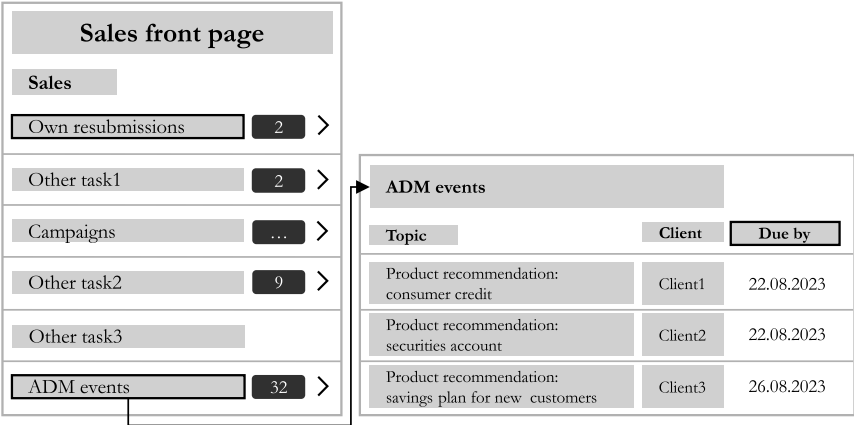 Sales front page
Sales
Own resubmissions 2
Other task1 2
Campaigns ...
Other task2 9
Other task3
ADM events 32
ADM events
Topic Client Due by
Product recommendation:
consumer credit Client1 22.08.2023
Product recommendation:
securities account Client2 22.08.2023
Product recommendation:
savings plan for new customers Client3 26.08.2023